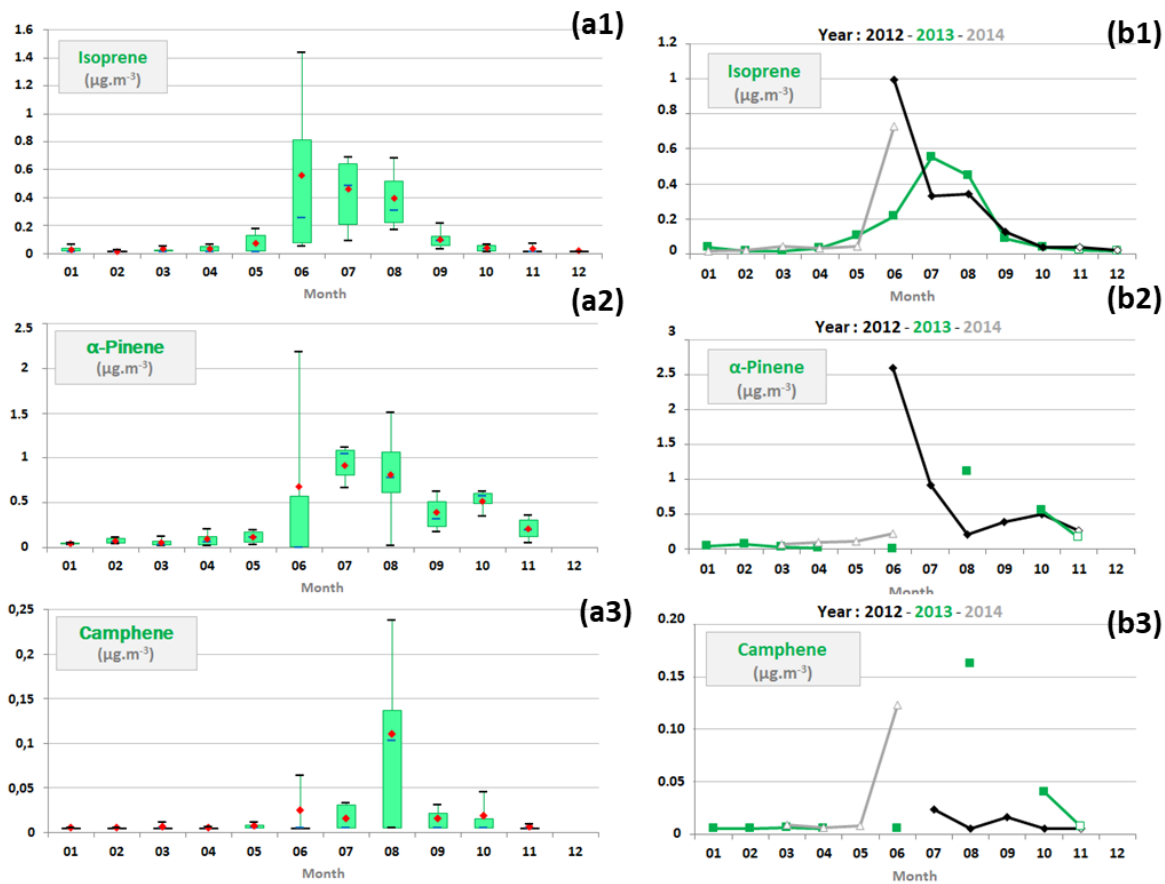 (a1)
Isoprene
(µg.m-3)
1.6
1.4
1.2
1
0.8
0.6
0.4
0.2
0
01 02 03 04 05 06 07 08 09 10 11 12
Month
(b1)
Year : 2012 - 2013 - 2014
Isoprene
(µg.m-3)
1.2
1
0.8
0.6
0.4
0.2
0
01 02 03 04 05 06 07 08 09 10 11 12
Month
(a2)
α-Pinene
(µg.m-3)
2.5
2
1.5
1
0.5
0
01 02 03 04 05 06 07 08 09 10 11 12
Month
(b2)
Year : 2012 - 2013 - 2014
α-Pinene
(µg.m-3)
3
2.5
2
1.5
1
0.5
0
01 02 03 04 05 06 07 08 09 10 11 12
Month
(a3)
Camphene
(µg.m-3)
0,25
0,2
0,15
0,1
0,05
0
01 02 03 04 05 06 07 08 09 10 11 12
Month
(b3)
Year : 2012 - 2013 - 2014
Camphene
(µg.m-3)
0.20
0.15
0.10
0.05
0
01 02 03 04 05 06 07 08 09 10 11 12
Month